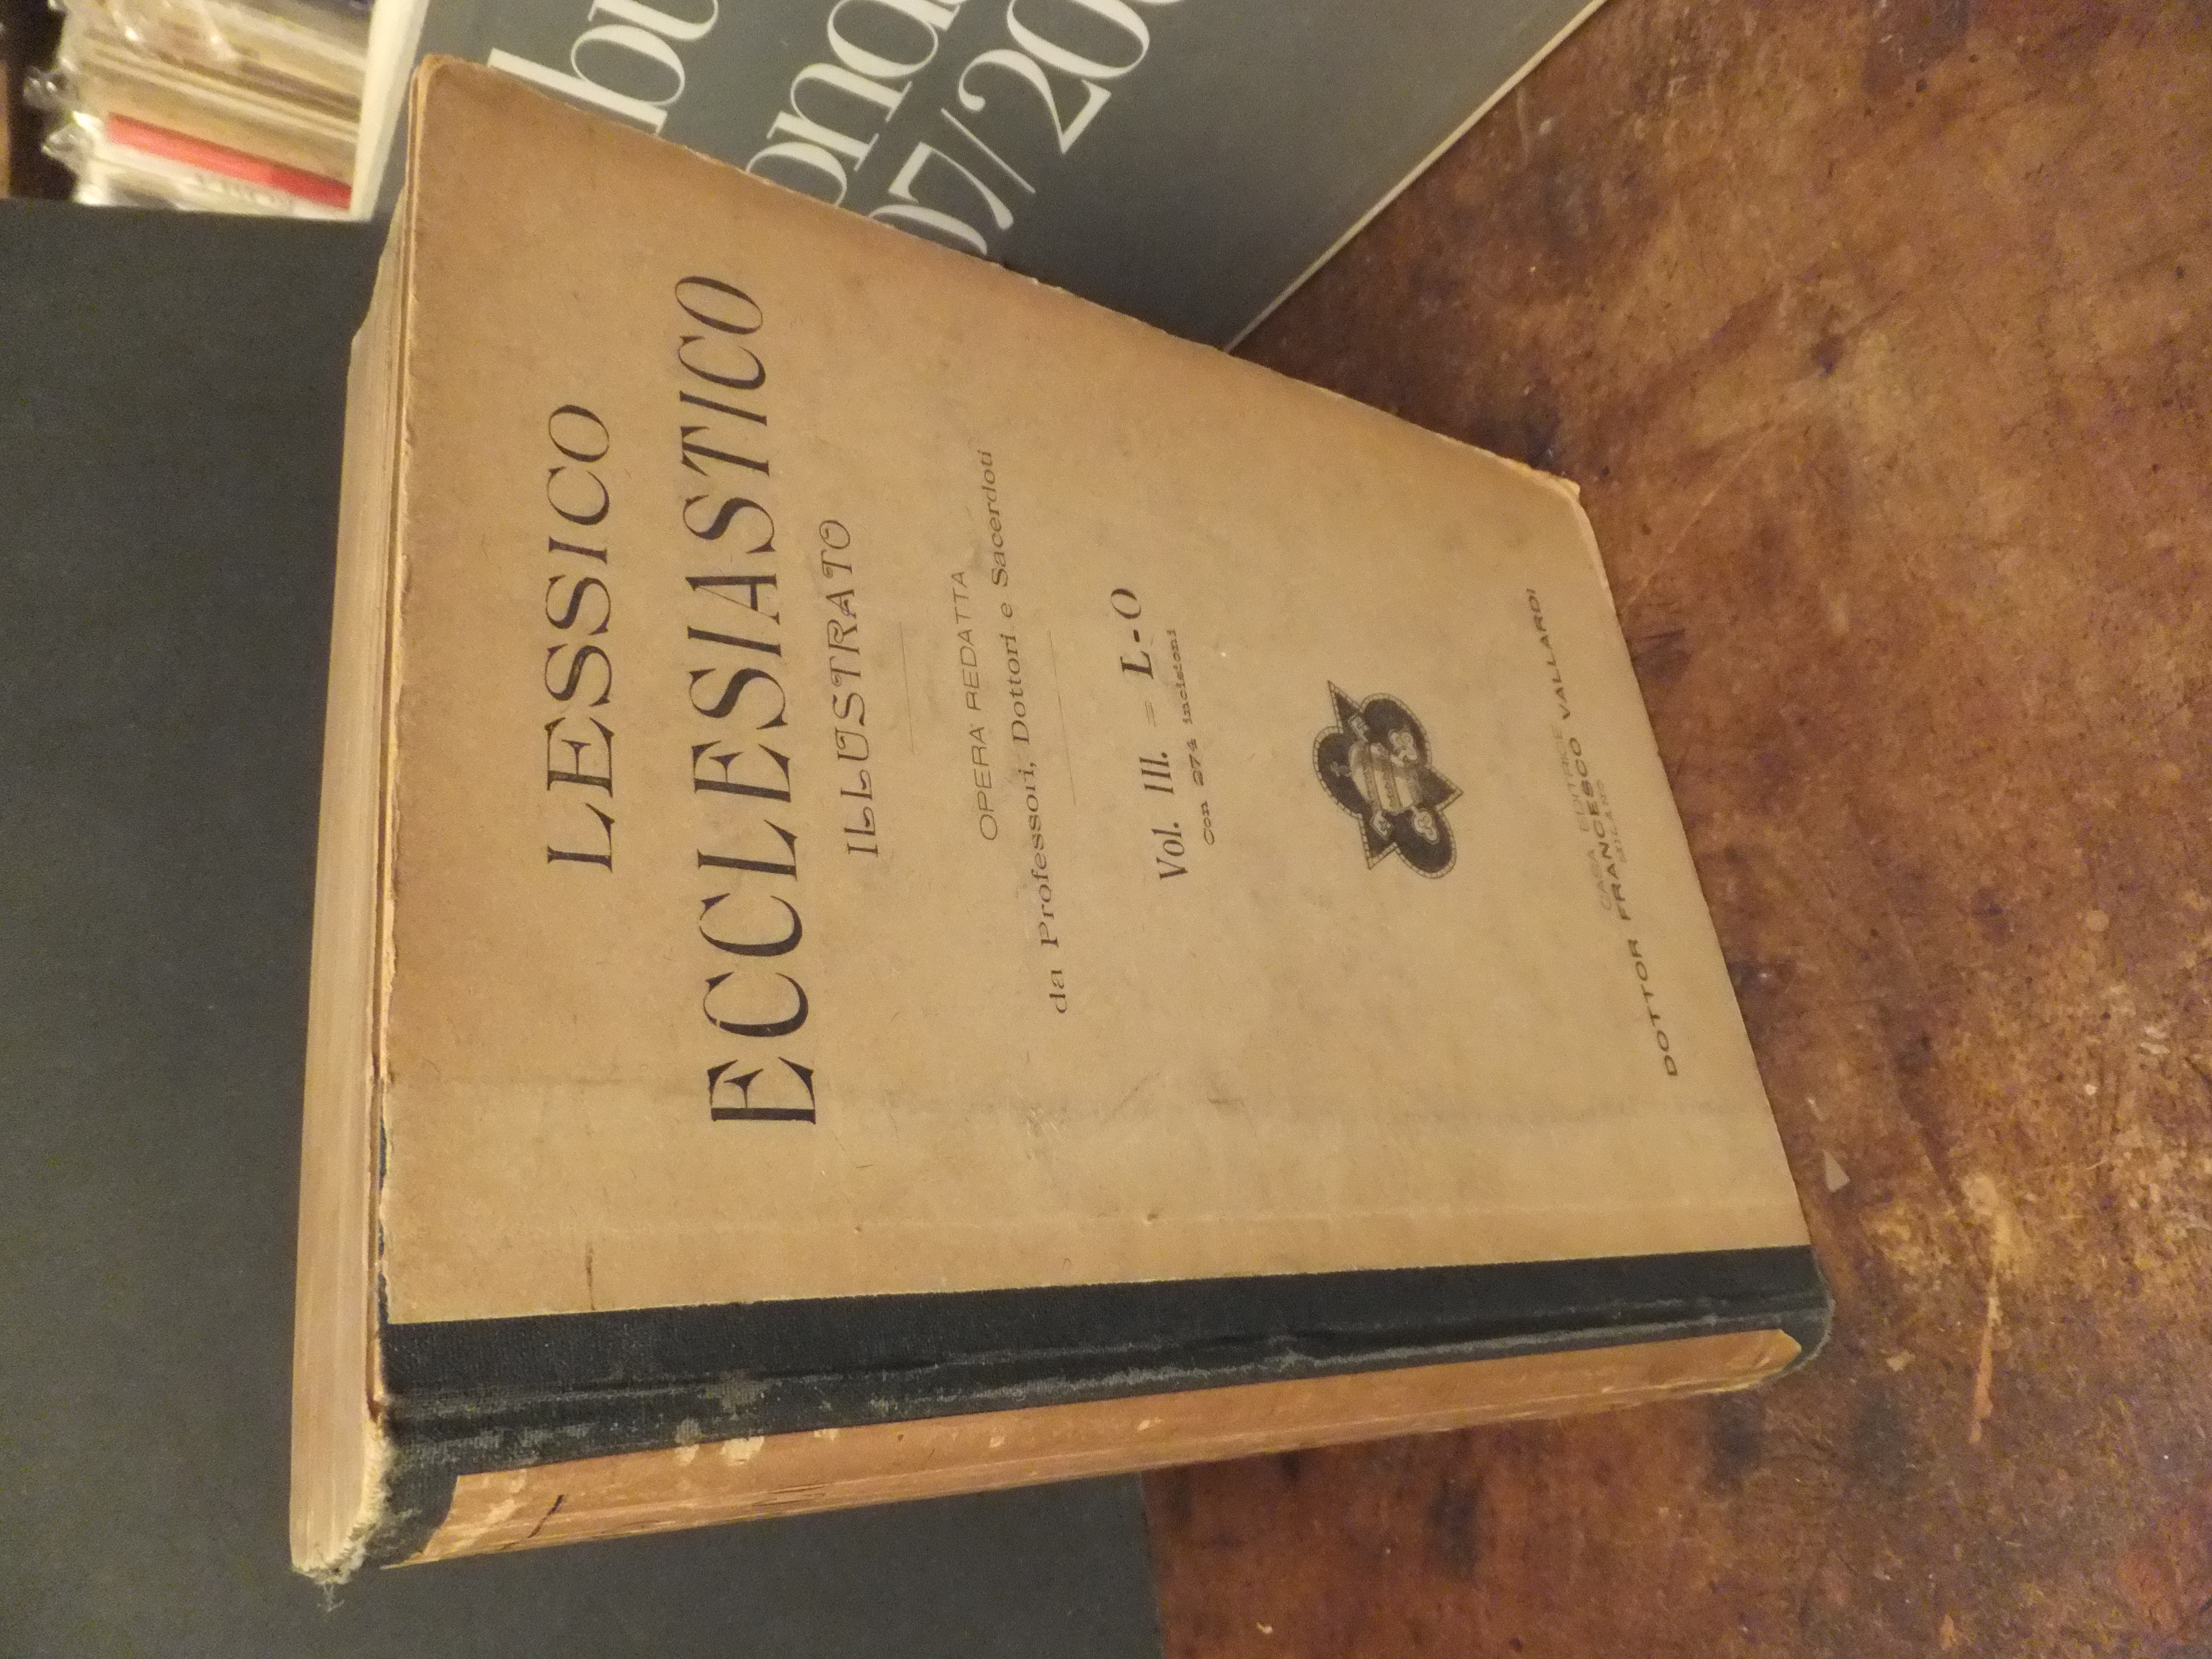 LESSICO
ECCLESIASTICO
ILLUSTRATO
OPERA REDATTA
da Professori, Dottori e Sacerdoti
Vol. III. = L-O
Con 274 incisioni
CASA EDITRICE
DOTTOR FRANCESCO VALLARDI
MILANO